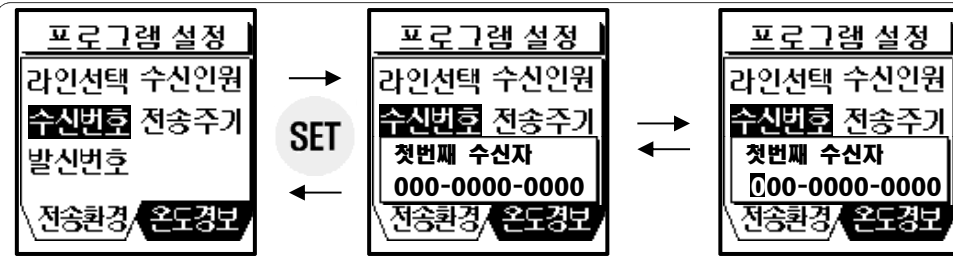 프로그램 설정
라인선택 수신인원
수신번호 전송주기
발신번호
전송환경 온도경보
SET
프로그램 설정
라인선택 수신인원
수신번호 전송주기
첫번째 수신자
000-0000-0000
전송환경 온도경보
프로그램 설정
라인선택 수신인원
수신번호 전송주기
첫번째 수신자
000-0000-0000
전송환경 온도경보